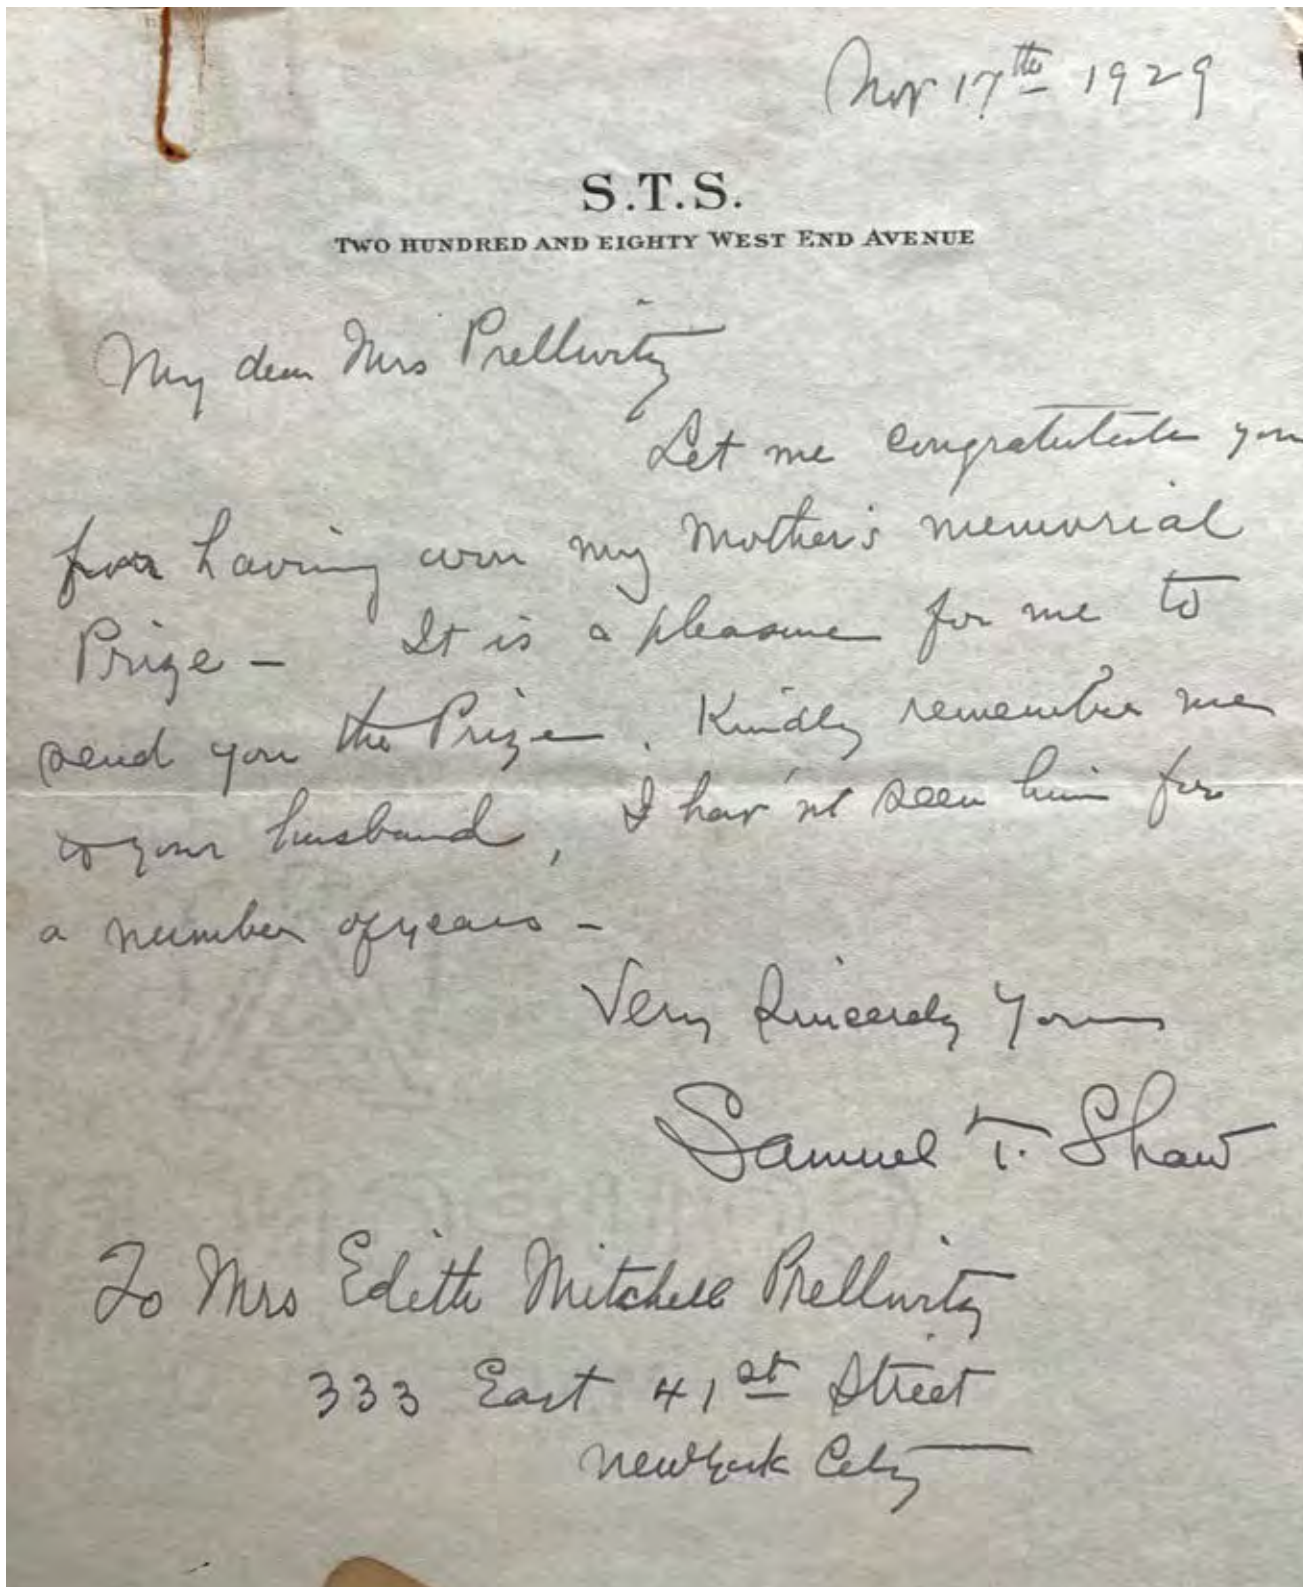 Nov 17th 1929
S.T.S.
TWO HUNDRED AND EIGHTY WEST END AVENUE
My dear Mrs Prellwitz
Let me congratulate you
for having won my Mother's memorial
Prize – It is a pleasure for me to
send you the Prize. Kindly remember me
to your husband, I hav'nt seen him for
a number of years –
Very Sincerely Yours
Samuel T. Shaw
To Mrs Edith Mitchell Prellwitz
333 East 41st Street
New York City